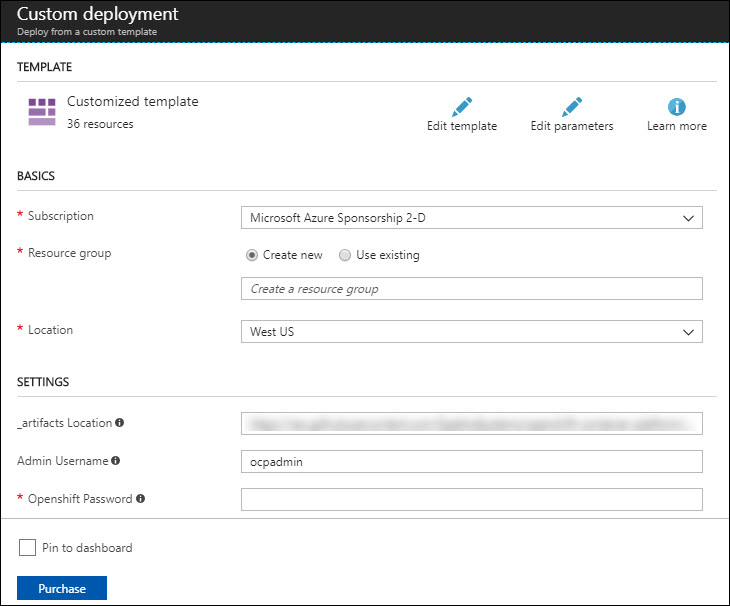 Custom deployment
Deploy from a custom template
TEMPLATE
Customized template
36 resources
Edit template
Edit parameters
Learn more
BASICS
* Subscription
Microsoft Azure Sponsorship 2-D
* Resource group
Create new
Use existing
Create a resource group
* Location
West US
SETTINGS
_artifacts Location
Admin Username
ocpadmin
* Openshift Password
Pin to dashboard
Purchase